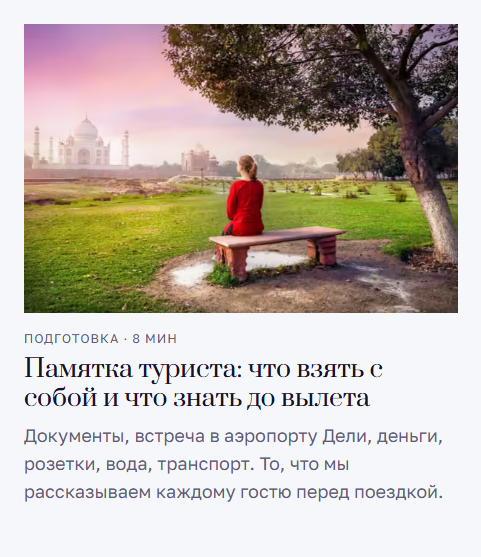 ПОДГОТОВКА · 8 МИН
Памятка туриста: что взять с
собой и что знать до вылета
Документы, встреча в аэропорту Дели, деньги,
розетки, вода, транспорт. То, что мы
рассказываем каждому гостю перед поездкой.